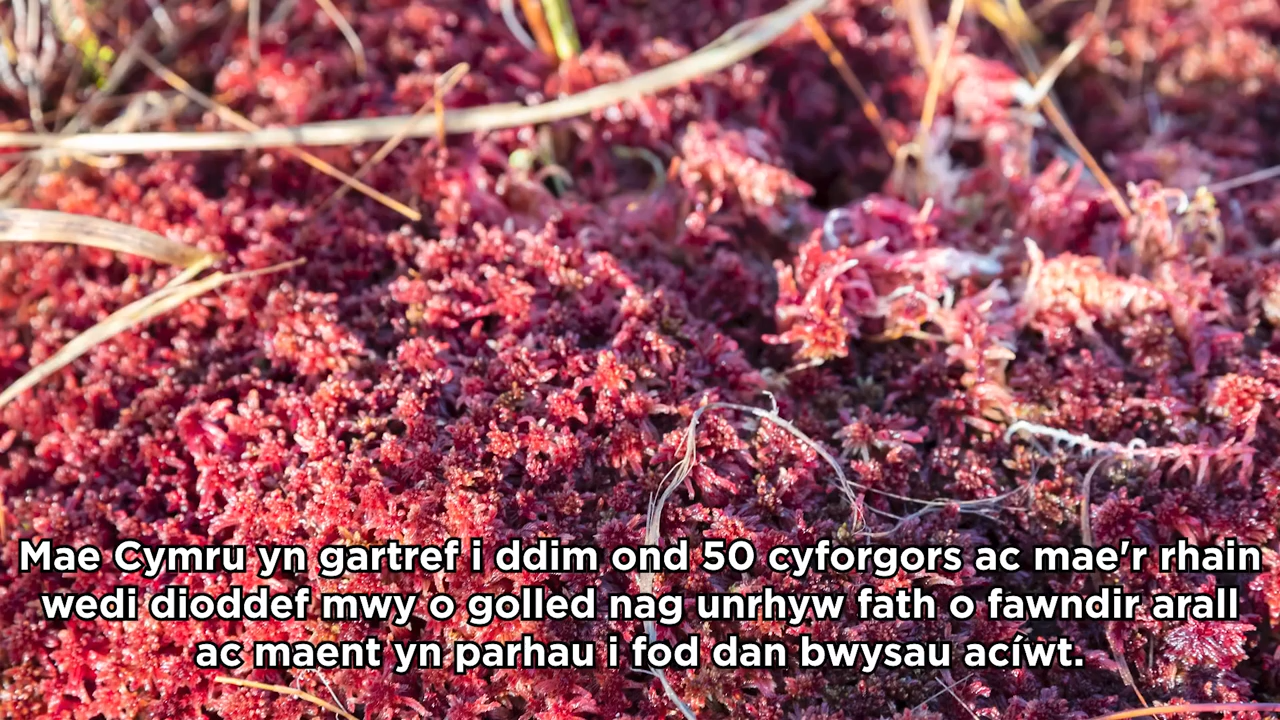 Mae Cymru yn gartref i ddim ond 50 cyforgors ac mae'r rhain
wedi dioddef mwy o golled nag unrhyw fath o fawndir arall
ac maent yn parhau i fod dan bwysau acíwt.